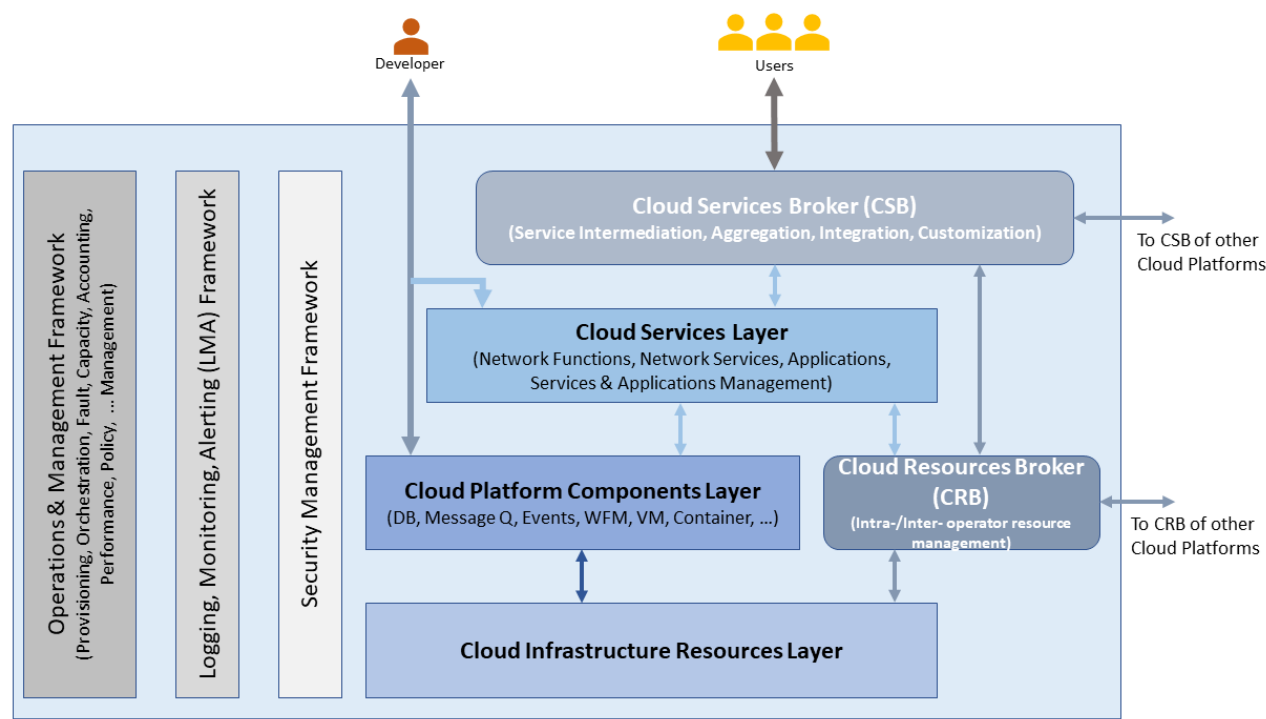 Developer
Users
Operations & Management Framework
(Provisioning, Orchestration, Fault, Capacity, Accounting,
Performance, Policy, ... Management)
Logging, Monitoring, Alerting (LMA) Framework
Security Management Framework
Cloud Services Broker (CSB)
(Service Intermediation, Aggregation, Integration, Customization)
To CSB of other
Cloud Platforms
Cloud Services Layer
(Network Functions, Network Services, Applications,
Services & Applications Management)
Cloud Platform Components Layer
(DB, Message Q, Events, WFM, VM, Container, ...)
Cloud Resources Broker
(CRB)
(Intra-/Inter- operator resource
management)
To CRB of other
Cloud Platforms
Cloud Infrastructure Resources Layer